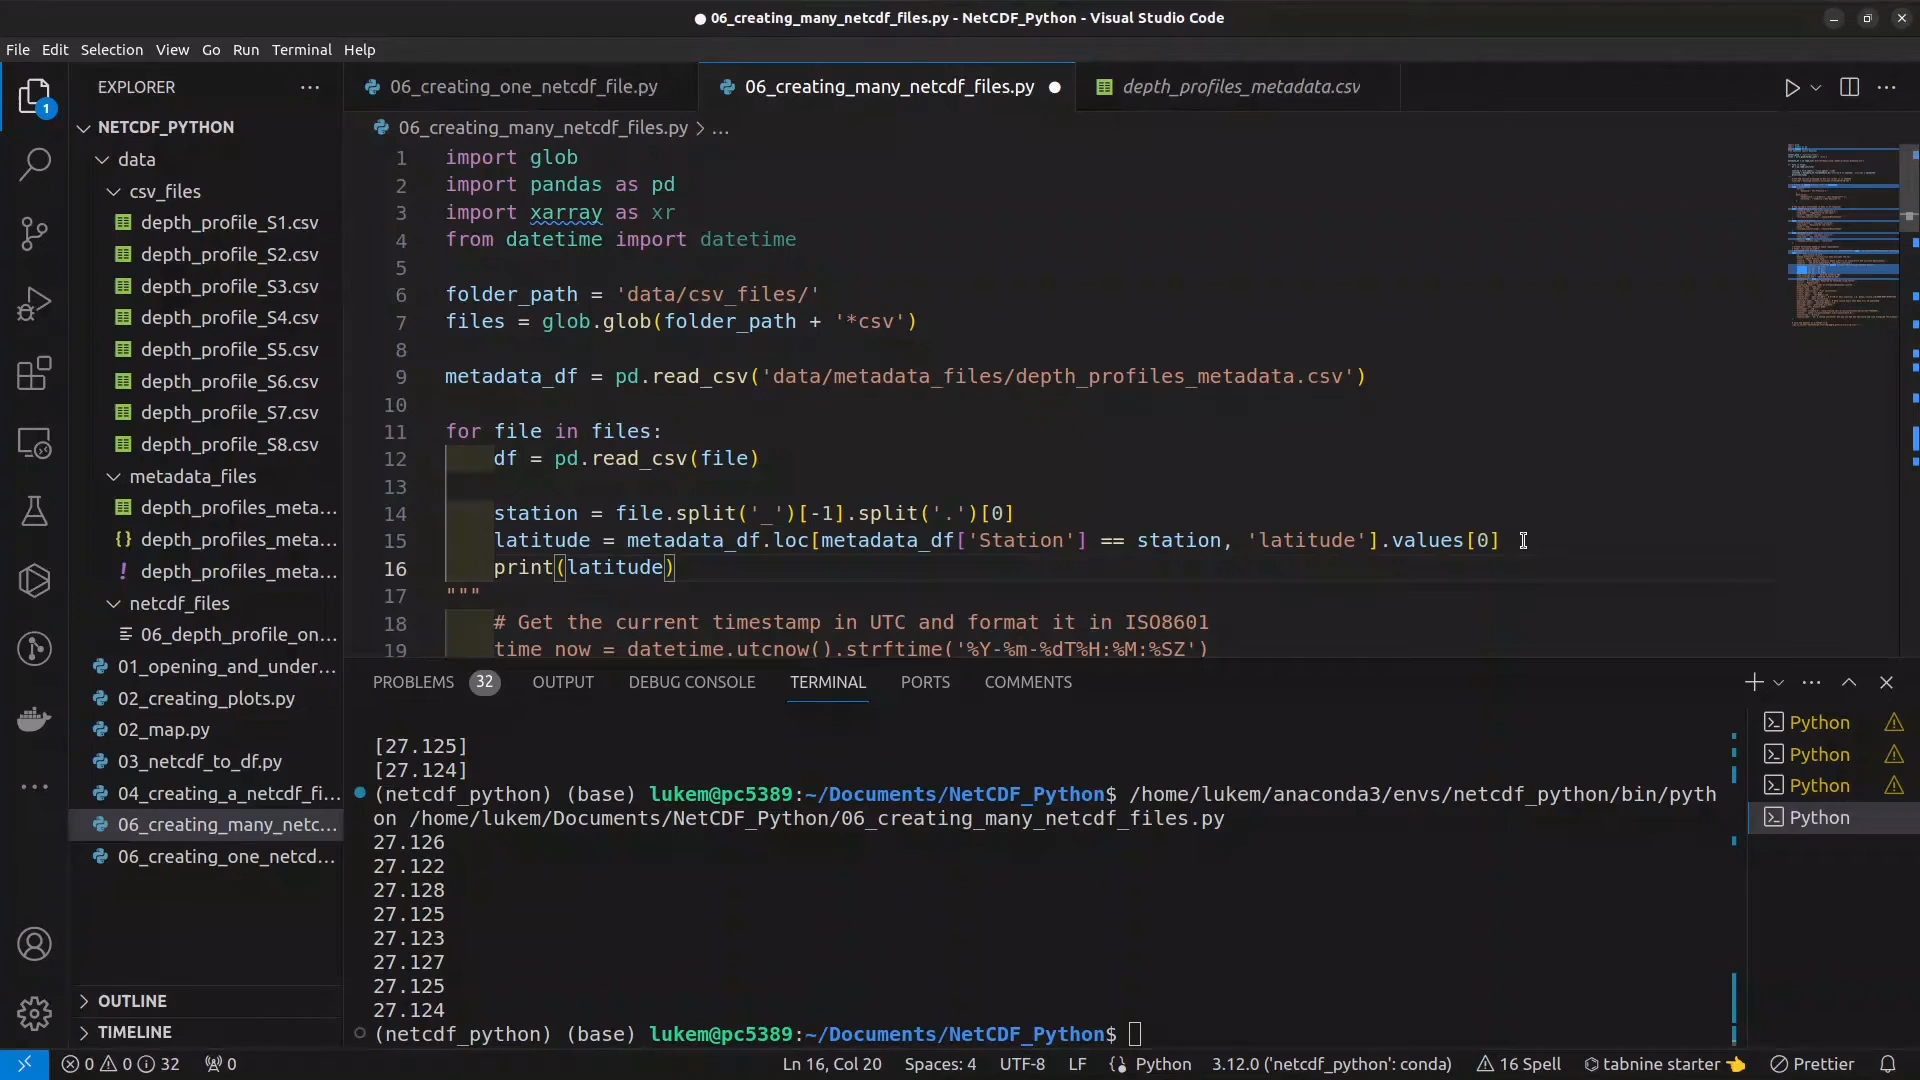 06_creating_many_netcdf_files.py - NetCDF_Python - Visual Studio Code
File Edit Selection View Go Run Terminal Help
EXPLORER
1
NETCDF_PYTHON
data
csv_files
depth_profile_S1.csv
depth_profile_S2.csv
depth_profile_S3.csv
depth_profile_S4.csv
depth_profile_S5.csv
depth_profile_S6.csv
depth_profile_S7.csv
depth_profile_S8.csv
metadata_files
depth_profiles_meta...
{} depth_profiles_meta...
! depth_profiles_meta...
netcdf_files
06_depth_profile_on...
01_opening_and_under...
02_creating_plots.py
02_map.py
03_netcdf_to_df.py
04_creating_a_netcdf_fi...
06_creating_many_netc...
06_creating_one_netcd...
OUTLINE
TIMELINE
06_creating_one_netcdf_file.py
06_creating_many_netcdf_files.py
depth_profiles_metadata.csv
06_creating_many_netcdf_files.py > ...
1 import glob
2 import pandas as pd
3 import xarray as xr
4 from datetime import datetime
5
6 folder_path = 'data/csv_files/'
7 files = glob.glob(folder_path + '*csv')
8
9 metadata_df = pd.read_csv('data/metadata_files/depth_profiles_metadata.csv')
10
11 for file in files:
12 df = pd.read_csv(file)
13
14 station = file.split('_')[-1].split('.')[0]
15 latitude = metadata_df.loc[metadata_df['Station'] == station, 'latitude'].values[0]
16 print(latitude)
17 """
18 # Get the current timestamp in UTC and format it in ISO8601
19 time_now = datetime.utcnow().strftime('%Y-%m-%dT%H:%M:%SZ')
PROBLEMS 32 OUTPUT DEBUG CONSOLE TERMINAL PORTS COMMENTS
[27.125]
[27.124]
(netcdf_python) (base) lukem@pc5389:~/Documents/NetCDF_Python$ /home/lukem/anaconda3/envs/netcdf_python/bin/pyth
on /home/lukem/Documents/NetCDF_Python/06_creating_many_netcdf_files.py
27.126
27.122
27.128
27.125
27.123
27.127
27.125
27.124
(netcdf_python) (base) lukem@pc5389:~/Documents/NetCDF_Python$
Python
Python
Python
Python
0 0 32 0 Ln 16, Col 20 Spaces: 4 UTF-8 LF {} Python 3.12.0 ('netcdf_python': conda) 16 Spell tabnine starter 👈 Prettier